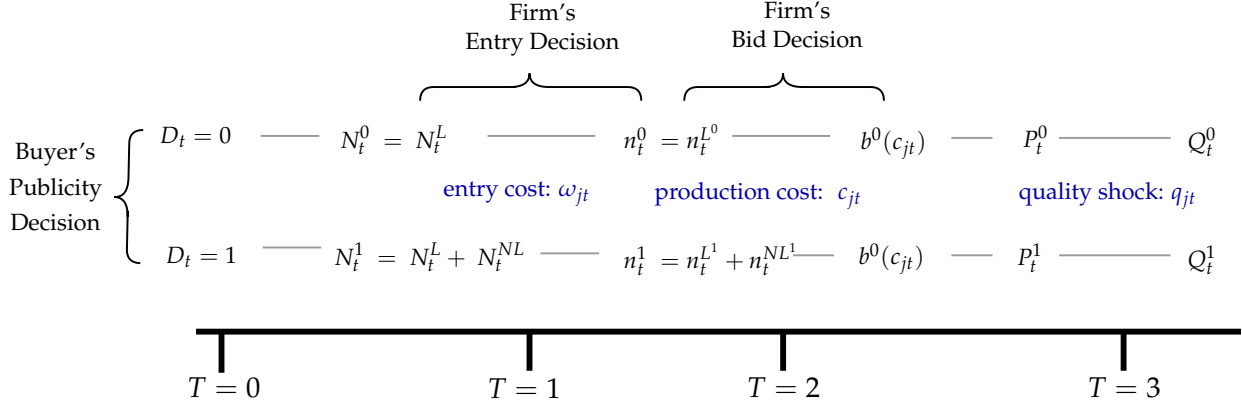 Firm's
Entry Decision
Firm's
Bid Decision
Buyer's
Publicity
Decision
D_t = 0 N_t^0 = N_t^L n_t^0 = n_t^{L^0} b^0(c_{jt}) P_t^0 Q_t^0
entry cost: ω_{jt} production cost: c_{jt} quality shock: q_{jt}
D_t = 1 N_t^1 = N_t^L + N_t^{NL} n_t^1 = n_t^{L^1} + n_t^{NL^1} b^0(c_{jt}) P_t^1 Q_t^1
T = 0 T = 1 T = 2 T = 3